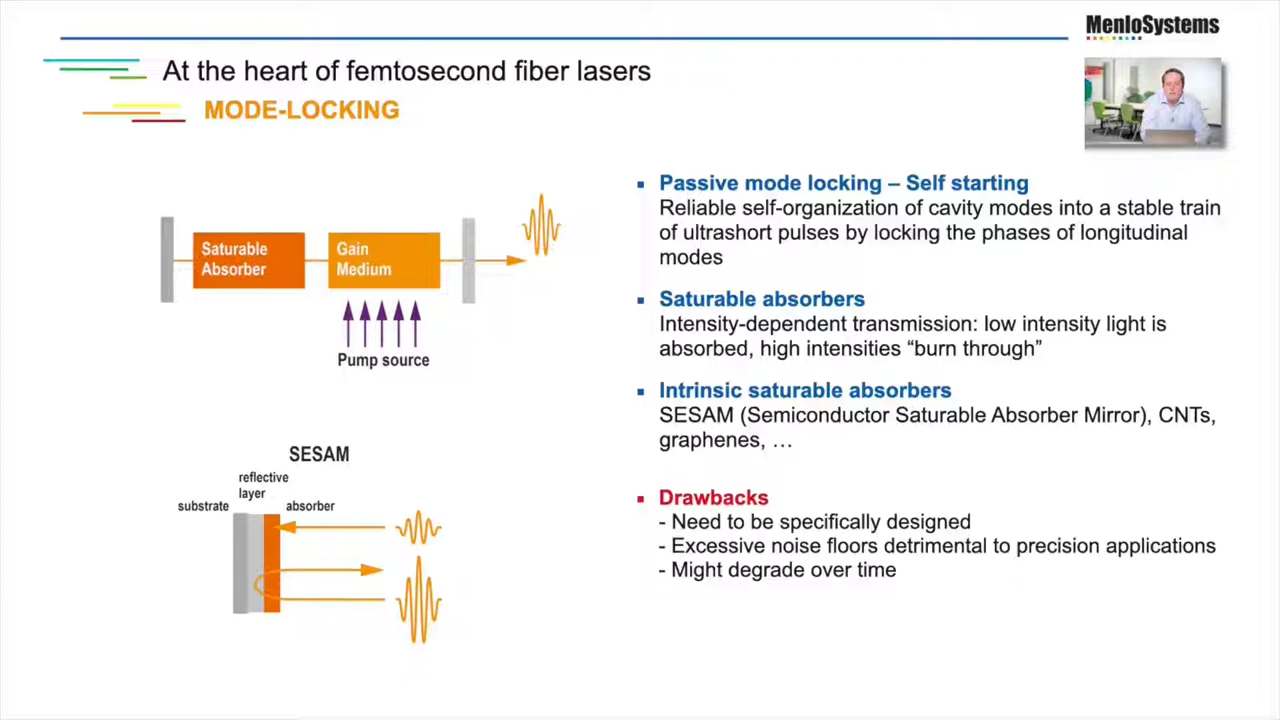 MenloSystems
At the heart of femtosecond fiber lasers
MODE-LOCKING
Saturable
Absorber
Gain
Medium
Pump source
SESAM
reflective
layer
substrate
absorber
▪ Passive mode locking – Self starting
Reliable self-organization of cavity modes into a stable train
of ultrashort pulses by locking the phases of longitudinal
modes
▪ Saturable absorbers
Intensity-dependent transmission: low intensity light is
absorbed, high intensities “burn through”
▪ Intrinsic saturable absorbers
SESAM (Semiconductor Saturable Absorber Mirror), CNTs,
graphenes, …
▪ Drawbacks
- Need to be specifically designed
- Excessive noise floors detrimental to precision applications
- Might degrade over time